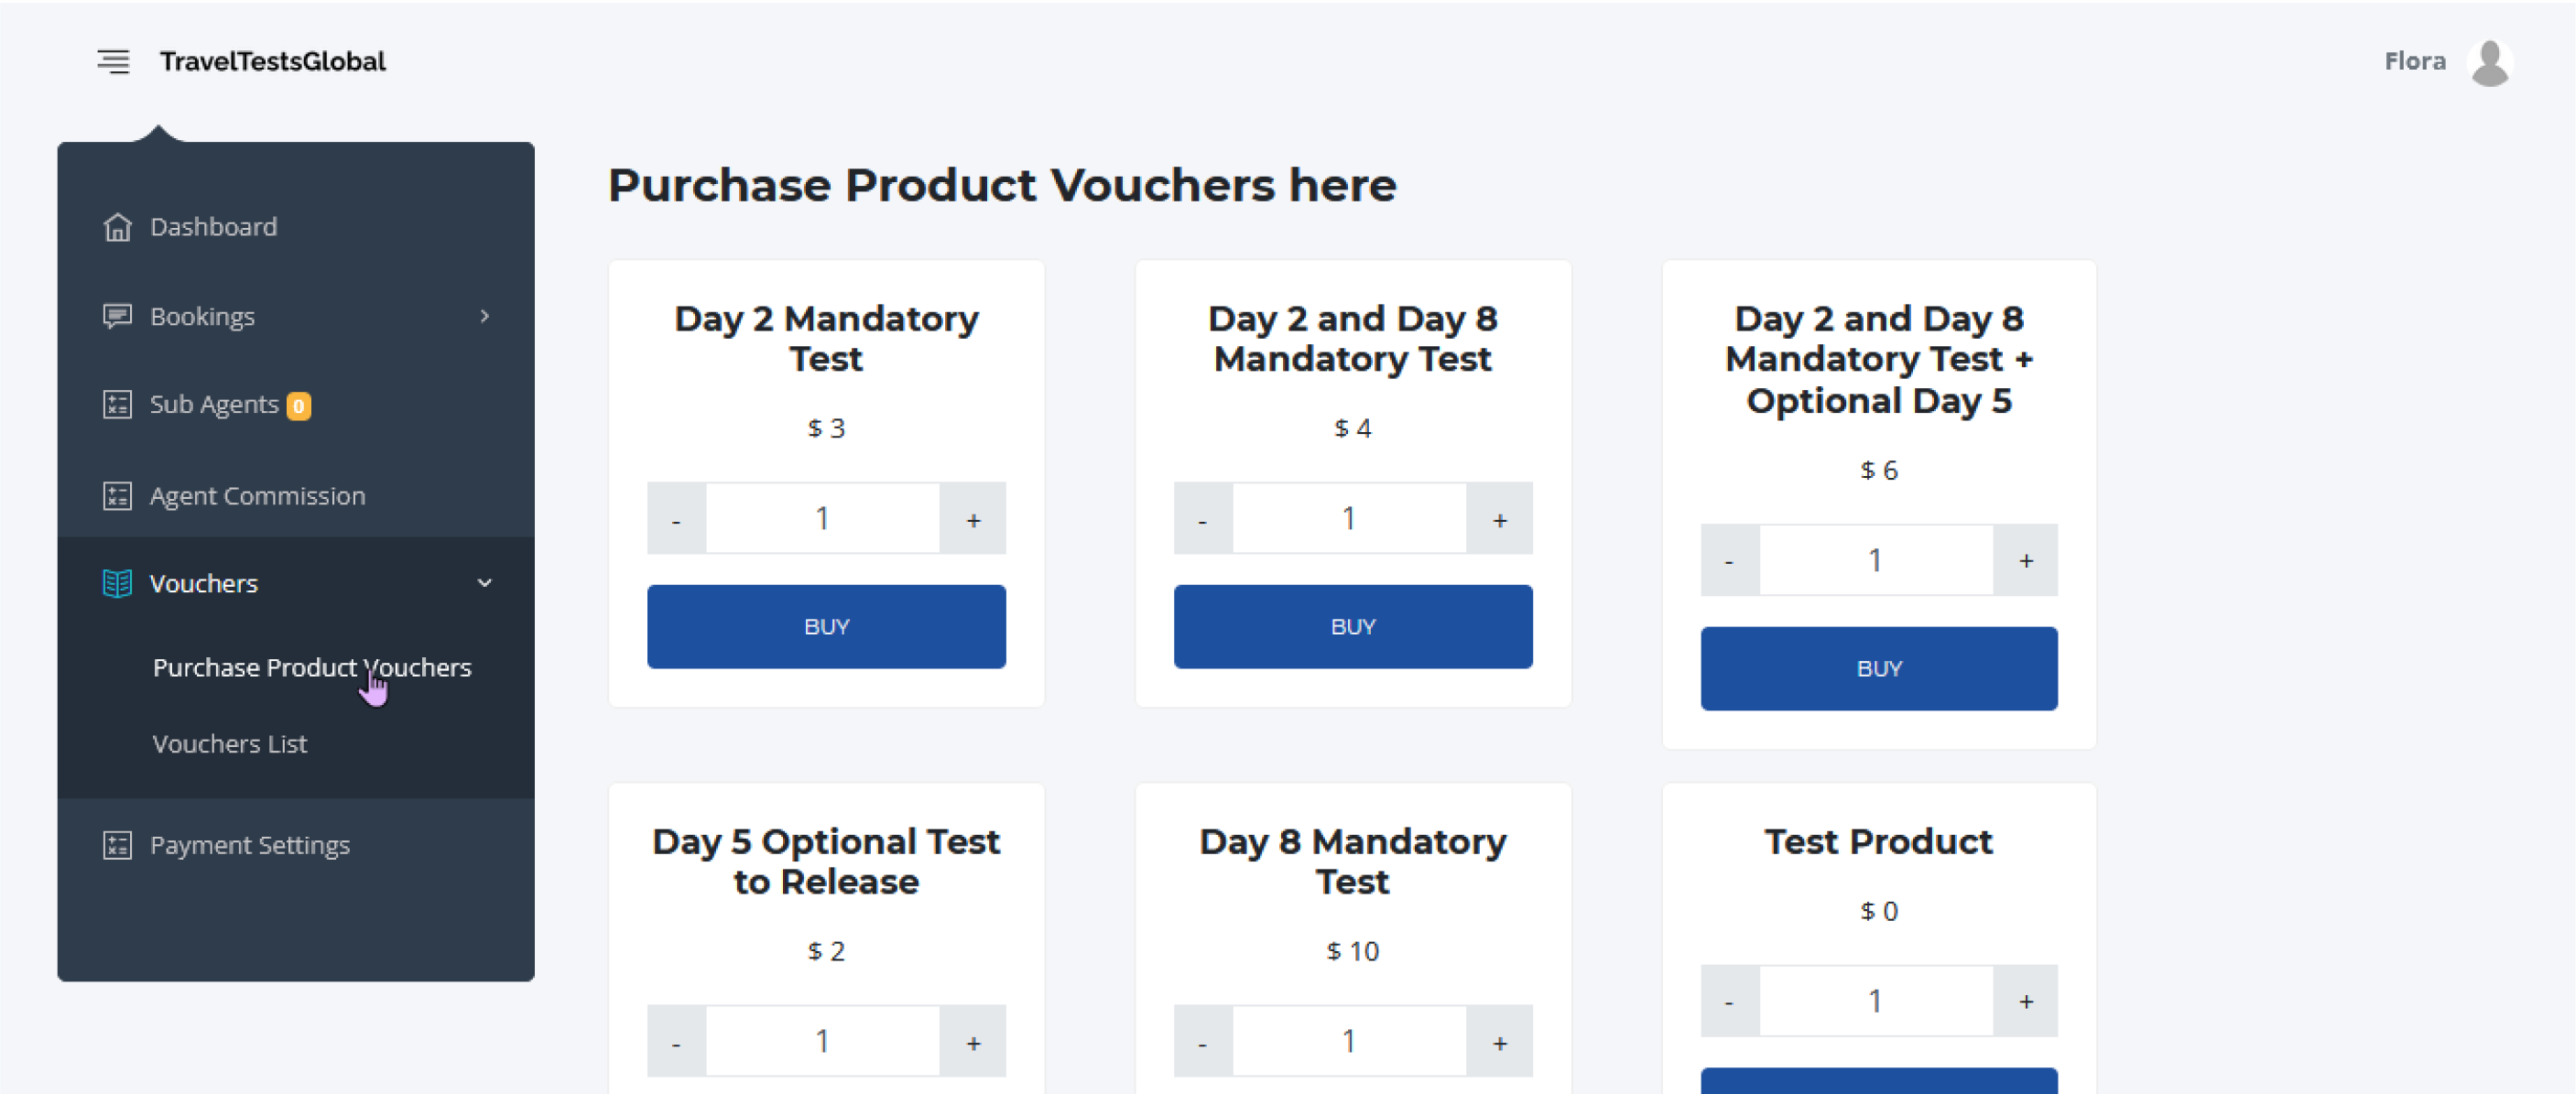 TravelTestsGlobal
Flora
Dashboard
Bookings
Sub Agents 0
Agent Commission
Vouchers
Purchase Product Vouchers
Vouchers List
Payment Settings
Purchase Product Vouchers here
Day 2 Mandatory
Test
$ 3
- 1 +
BUY
Day 2 and Day 8
Mandatory Test
$ 4
- 1 +
BUY
Day 2 and Day 8
Mandatory Test +
Optional Day 5
$ 6
- 1 +
BUY
Day 5 Optional Test
to Release
$ 2
- 1 +
Day 8 Mandatory
Test
$ 10
- 1 +
Test Product
$ 0
- 1 +